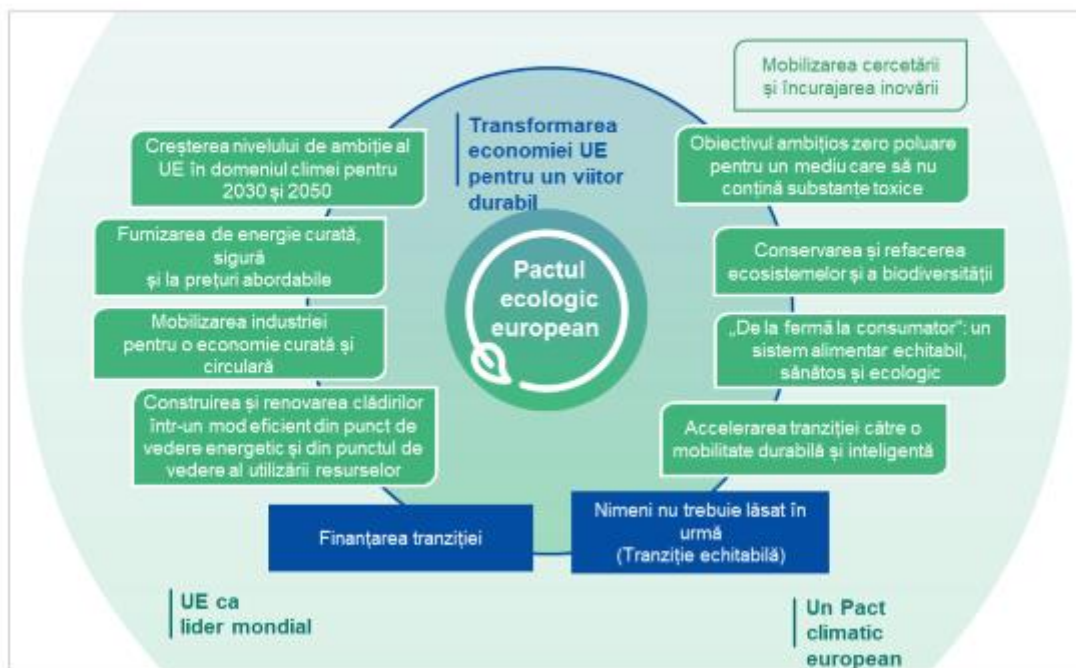 Mobilizarea cercetării
și încurajarea inovării
Transformarea
economiei UE
pentru un viitor
durabil
Creșterea nivelului de ambiție al
UE în domeniul climei pentru
2030 și 2050
Furnizarea de energie curată,
sigură
și la prețuri abordabile
Mobilizarea industriei
pentru o economie curată și
circulară
Construirea și renovarea clădirilor
într-un mod eficient din punct de
vedere energetic și din punctul de
vedere al utilizării resurselor
Pactul
ecologic
european
Obiectivul ambițios zero poluare
pentru un mediu care să nu
conțină substanțe toxice
Conservarea și refacerea
ecosistemelor și a biodiversității
„De la fermă la consumator”: un
sistem alimentar echitabil,
sănătos și ecologic
Accelerarea tranziției către o
mobilitate durabilă și inteligentă
Finanțarea tranziției
Nimeni nu trebuie lăsat în
urmă
(Tranziție echitabilă)
UE ca
lider mondial
Un Pact
climatic
european